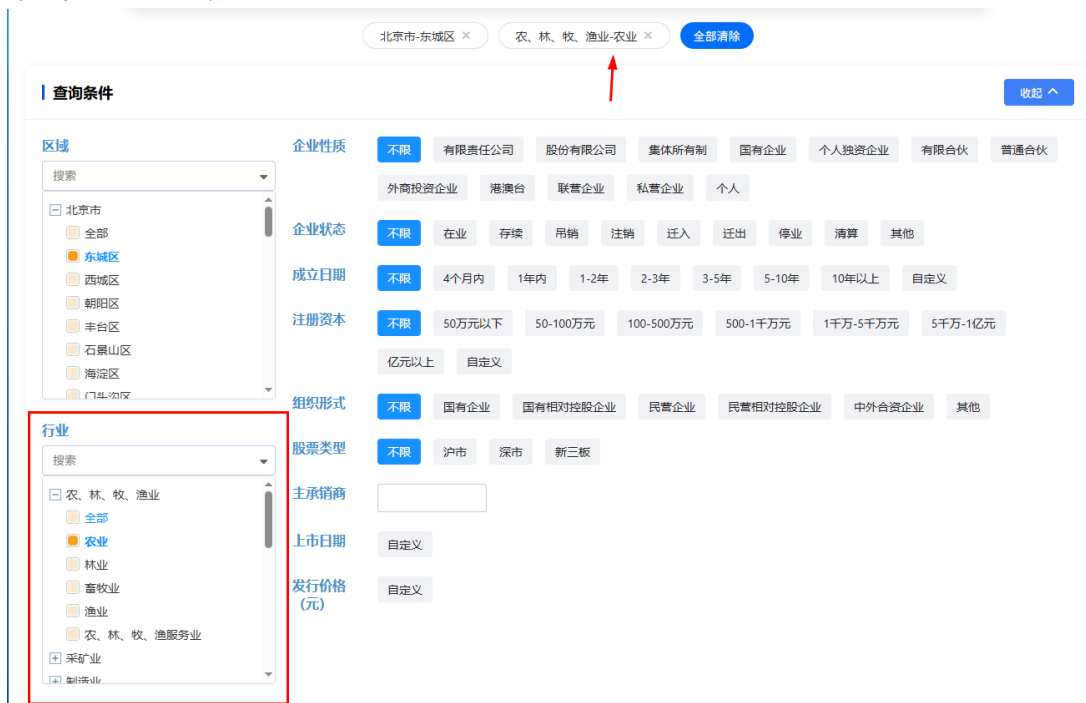 北京市-东城区 × 农、林、牧、渔业-农业 × 全部清除
查询条件 收起
区域
搜索
北京市
全部
东城区
西城区
朝阳区
丰台区
石景山区
海淀区
门头沟区
行业
搜索
农、林、牧、渔业
全部
农业
林业
畜牧业
渔业
农、林、牧、渔服务业
采矿业
制造业
企业性质 不限 有限责任公司 股份有限公司 集体所有制 国有企业 个人独资企业 有限合伙 普通合伙
外商投资企业 港澳台 联营企业 私营企业 个人
企业状态 不限 在业 存续 吊销 注销 迁入 迁出 停业 清算 其他
成立日期 不限 4个月内 1年内 1-2年 2-3年 3-5年 5-10年 10年以上 自定义
注册资本 不限 50万元以下 50-100万元 100-500万元 500-1千万元 1千万-5千万元 5千万-1亿元
亿元以上 自定义
组织形式 不限 国有企业 国有相对控股企业 民营企业 民营相对控股企业 中外合资企业 其他
股票类型 不限 沪市 深市 新三板
主承销商
上市日期 自定义
发行价格 自定义
(元)